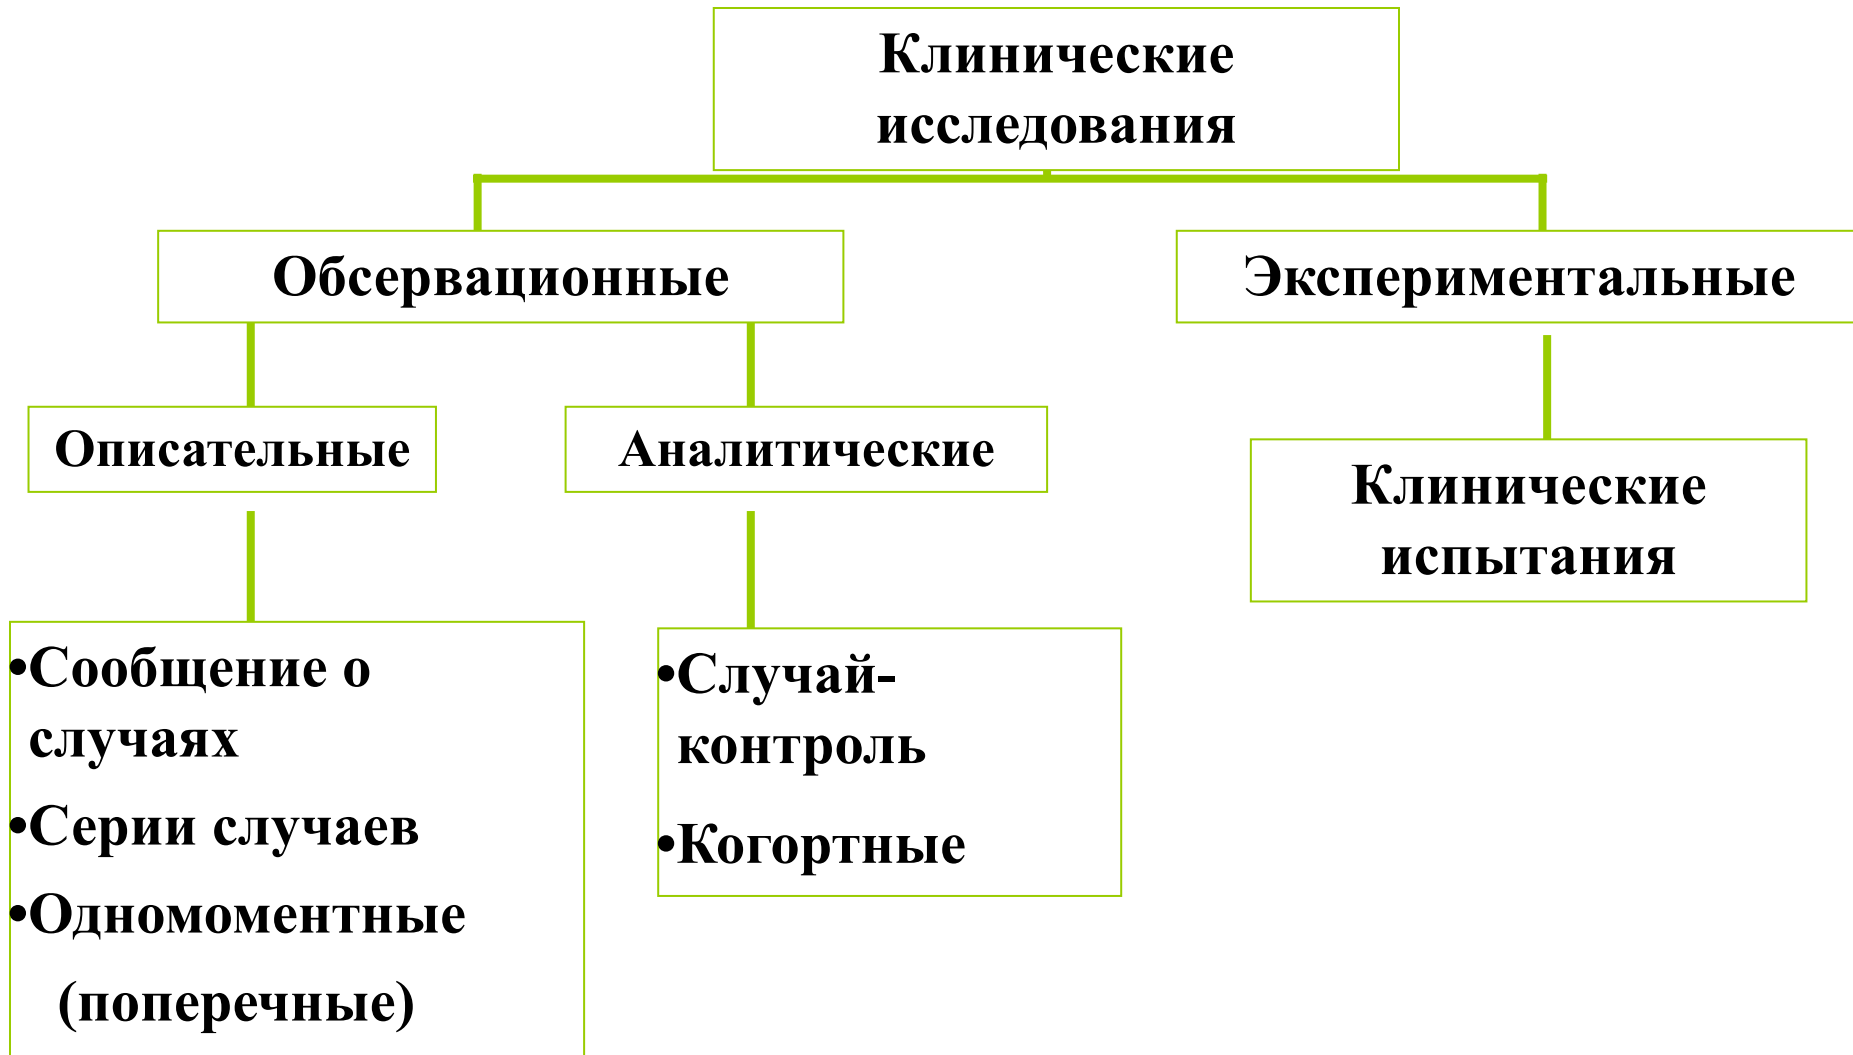 Клинические
исследования
Обсервационные
Экспериментальные
Описательные
Аналитические
Клинические
испытания
•Сообщение о
случаях
•Серии случаев
•Одномоментные
(поперечные)
•Случай-
контроль
•Когортные